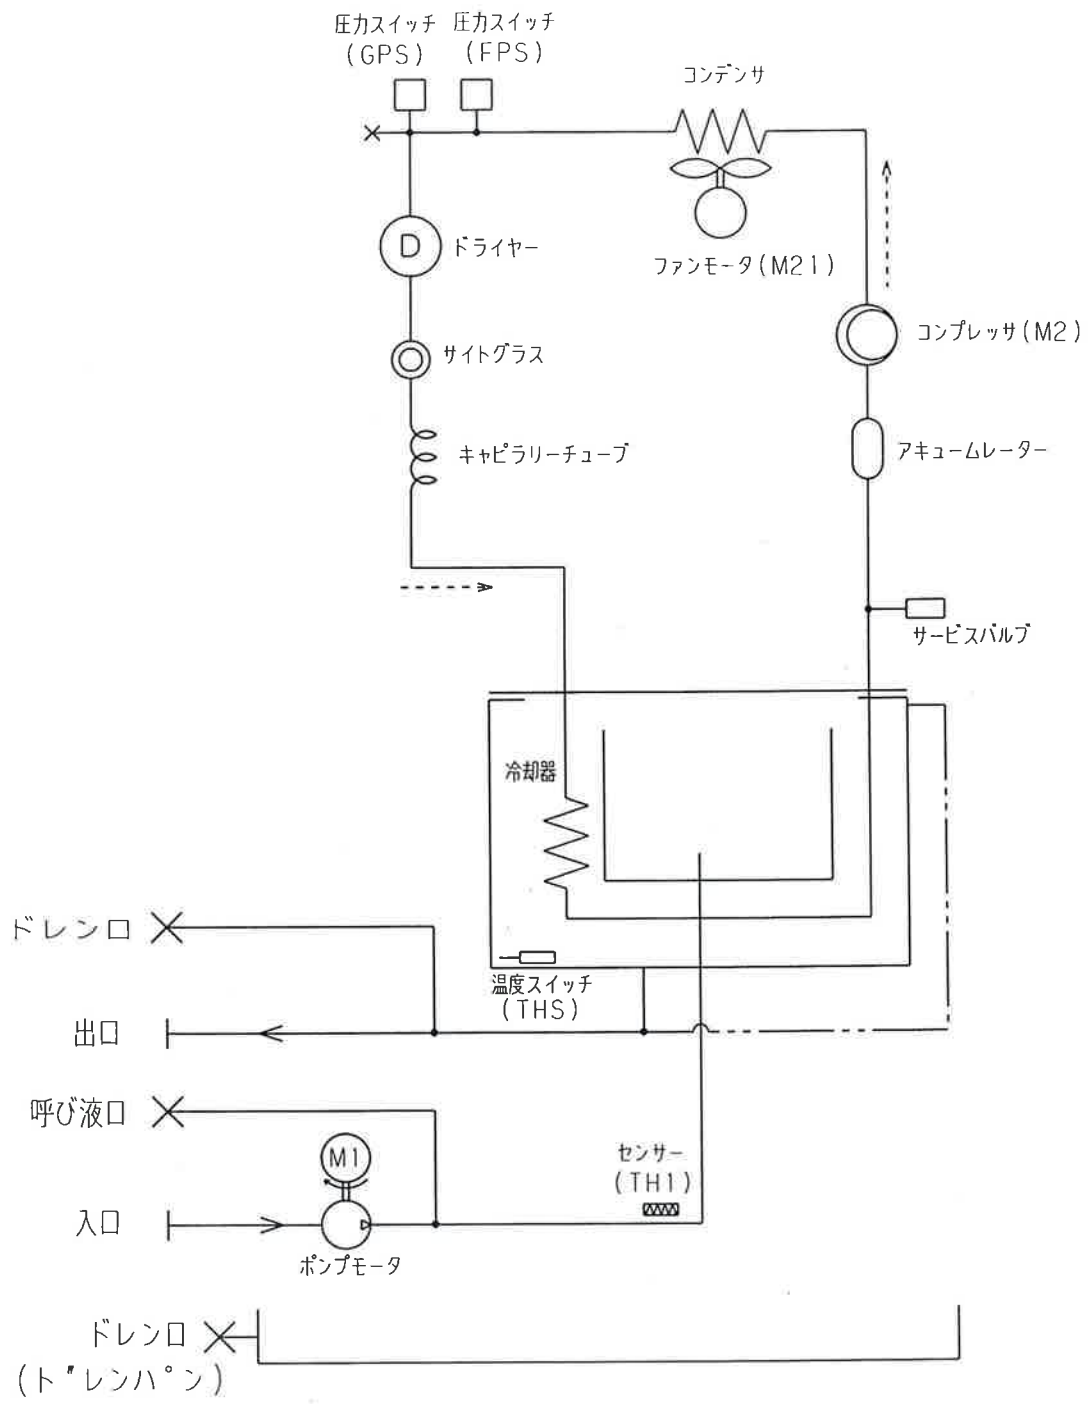 圧力スイッチ
(GPS)
圧力スイッチ
(FPS)
コンデンサ
D
ドライヤー
ファンモータ(M21)
コンプレッサ(M2)
サイトグラス
キャピラリーチューブ
アキュームレーター
サービスバルブ
冷却器
ドレン口
温度スイッチ
(THS)
出口
呼び液口
M1
センサー
(TH1)
入口
ポンプモータ
ドレン口
(ドレンパン)